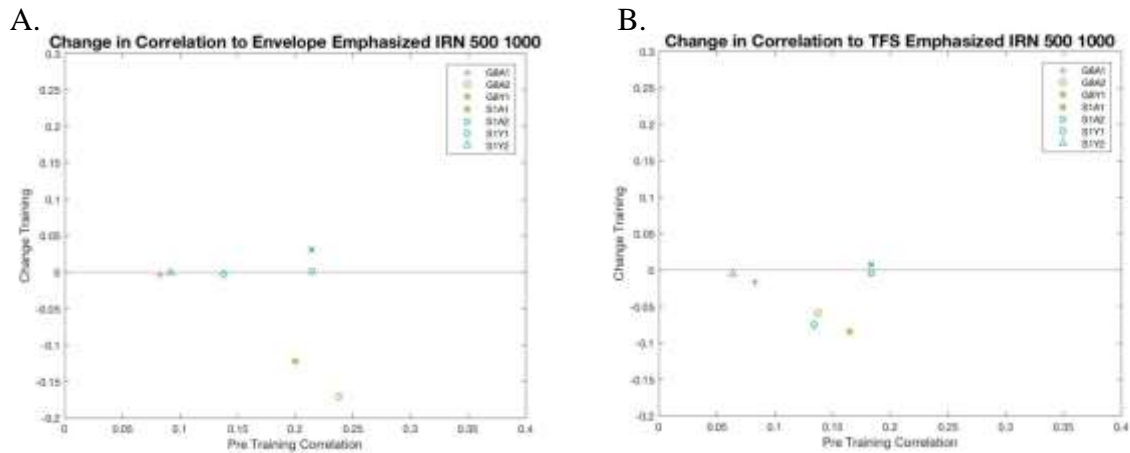 A.
Change in Correlation to Envelope Emphasized IRN 500 1000
0.3
0.25
0.2
0.15
0.1
0.05
0
-0.05
-0.1
-0.15
-0.2
Change Training
G8A1
G8A2
G8Y1
S1A1
S1A2
S1Y1
S1Y2
0 0.05 0.1 0.15 0.2 0.25 0.3 0.35 0.4
Pre Training Correlation
B.
Change in Correlation to TFS Emphasized IRN 500 1000
0.3
0.25
0.2
0.15
0.1
0.05
0
-0.05
-0.1
-0.15
-0.2
Change Training
G8A1
G8A2
G8Y1
S1A1
S1A2
S1Y1
S1Y2
0 0.05 0.1 0.15 0.2 0.25 0.3 0.35 0.4
Pre Training Correlation